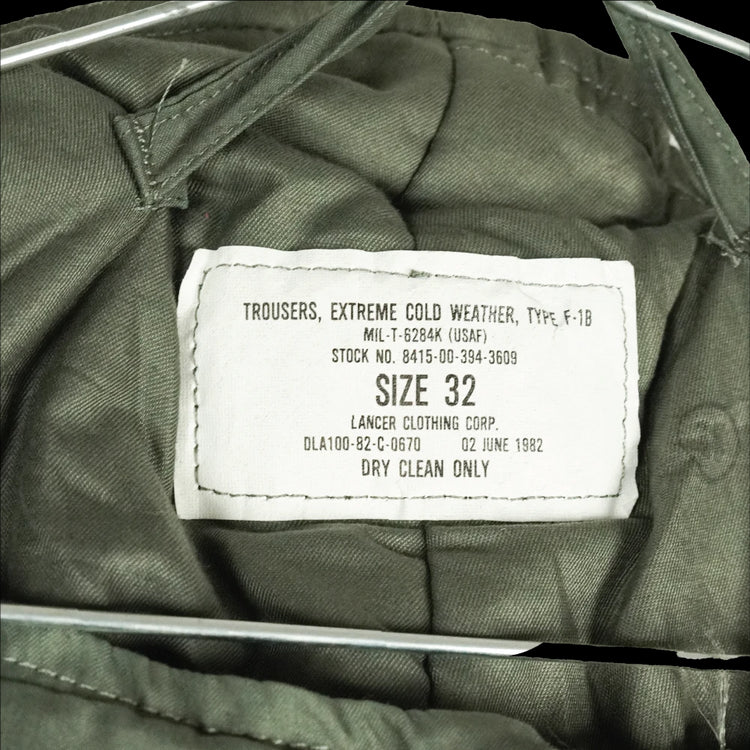 TROUSERS, EXTREME COLD WEATHER, TYPE F-1B
MIL-T-6284K (USAF)
STOCK NO. 8415-00-394-3609
SIZE 32
LANCER CLOTHING CORP.
DLA100-82-C-0670 02 JUNE 1982
DRY CLEAN ONLY